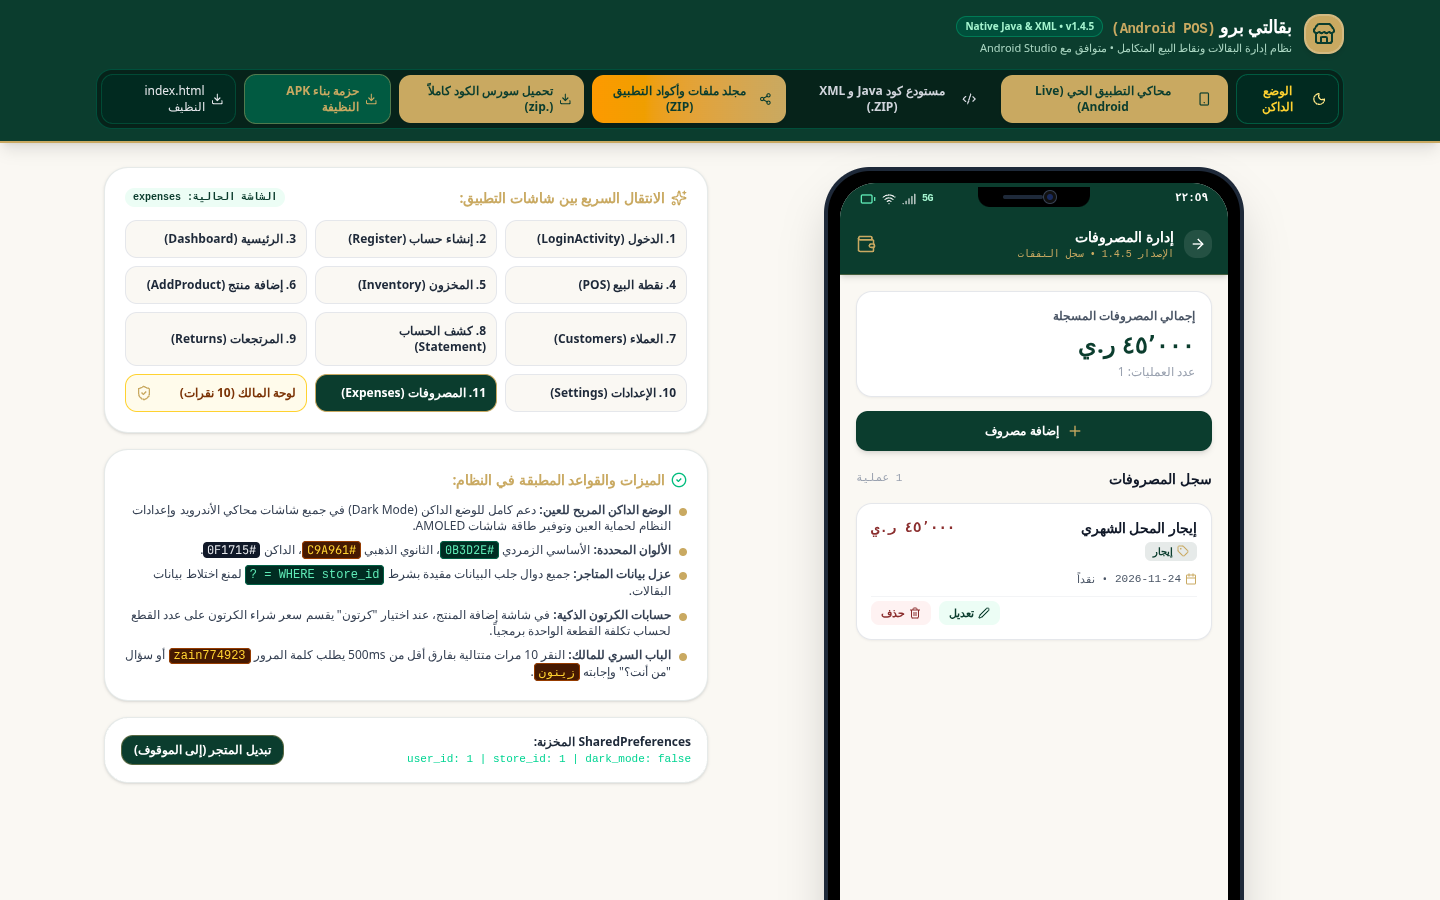 بقالتي برو (Android POS) Native Java & XML • v1.4.5
نظام إدارة البقالات ونقاط البيع المتكامل • متوافق مع Android Studio
الوضع الداكن
محاكي التطبيق الحي (Live Android)
مستودع كود Java و XML (ZIP.)
مجلد ملفات وأكواد التطبيق (ZIP)
تحميل سورس الكود كاملاً (.zip)
حزمة بناء APK النظيفة
index.html النظيف
٢٢:٥٩
5G
إدارة المصروفات
الإصدار 1.4.5 • سجل النفقات
إجمالي المصروفات المسجلة
٤٥٬٠٠٠ ر.ي
عدد العمليات: 1
إضافة مصروف
سجل المصروفات
1 عملية
إيجار المحل الشهري
٤٥٬٠٠٠ ر.ي
إيجار
2026-11-24 • نقداً
تعديل
حذف
الانتقال السريع بين شاشات التطبيق:
الشاشة الحالية: expenses
1. الدخول (LoginActivity)
2. إنشاء حساب (Register)
3. الرئيسية (Dashboard)
4. نقطة البيع (POS)
5. المخزون (Inventory)
6. إضافة منتج (AddProduct)
7. العملاء (Customers)
8. كشف الحساب (Statement)
9. المرتجعات (Returns)
10. الإعدادات (Settings)
11. المصروفات (Expenses)
لوحة المالك (10 نقرات)
الميزات والقواعد المطبقة في النظام:
الوضع الداكن المريح للعين: دعم كامل للوضع الداكن (Dark Mode) في جميع شاشات محاكي الأندرويد وإعدادات
النظام لحماية العين وتوفير طاقة شاشات AMOLED.
الألوان المحددة: الأساسي الزمردي #0B3D2E، الثانوي الذهبي #C9A961، الداكن #0F1715.
عزل بيانات المتاجر: جميع دوال جلب البيانات مقيدة بشرط WHERE store_id = ? لمنع اختلاط بيانات
البقالات.
حسابات الكرتون الذكية: في شاشة إضافة المنتج، عند اختيار "كرتون" يقسم سعر شراء الكرتون على عدد القطع
لحساب تكلفة القطعة الواحدة برمجياً.
الباب السري للمالك: النقر 10 مرات متتالية بفارق أقل من 500ms يطلب كلمة المرور zain774923 أو سؤال
"من أنت؟" وإجابته زينون.
SharedPreferences المخزنة:
user_id: 1 | store_id: 1 | dark_mode: false
تبديل المتجر (إلى الموقوف)